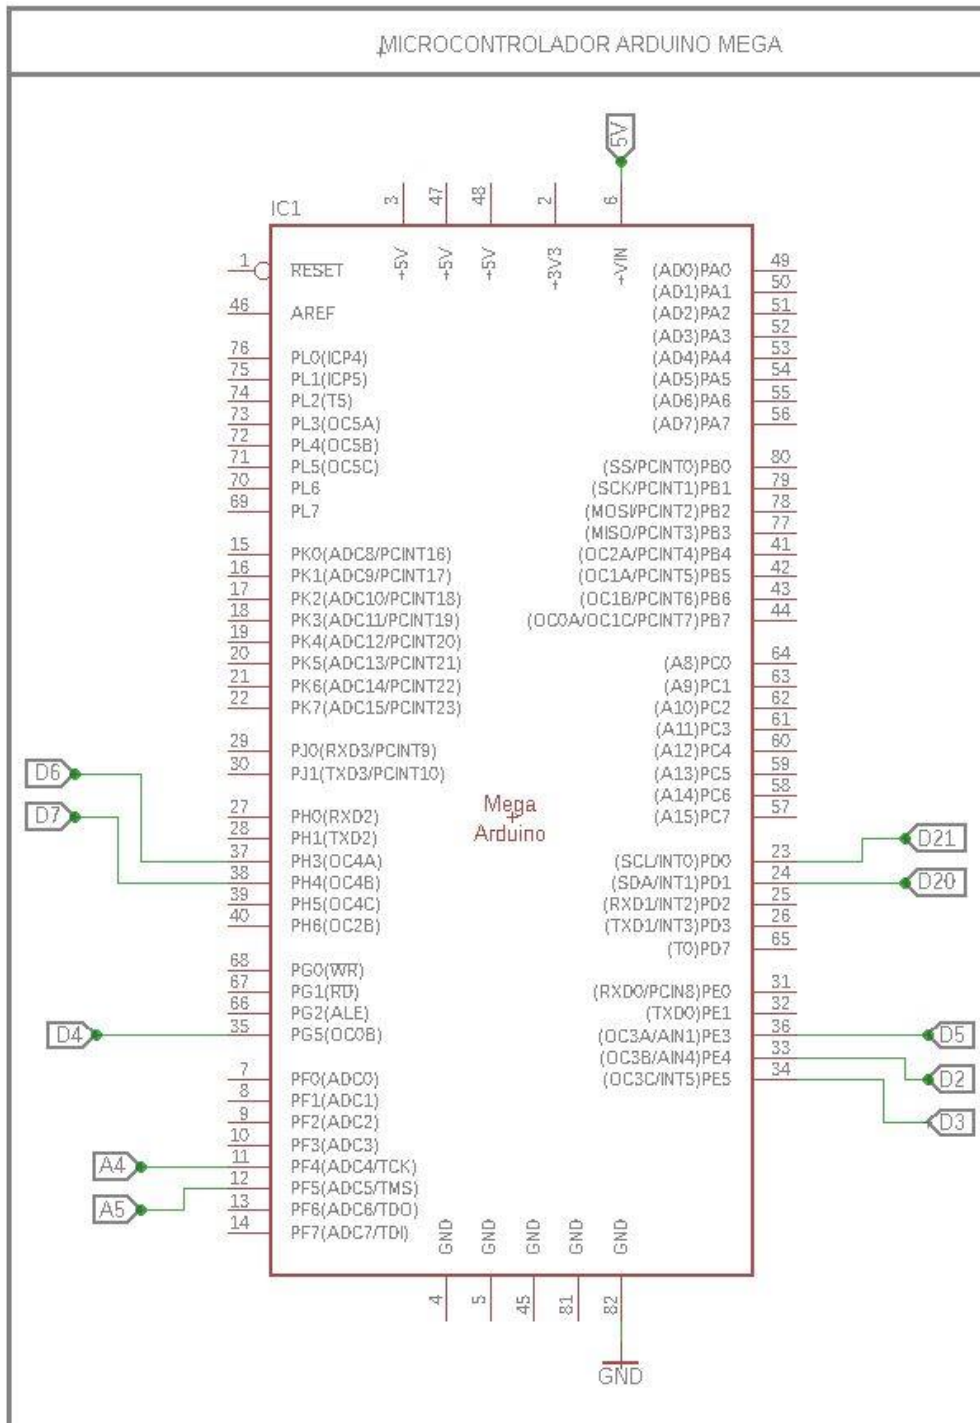 MICROCONTROLADOR ARDUINO MEGA
5V
IC1
3
47
48
2
6
+5V
+5V
+5V
+3V3
+VIN
1 RESET
46 AREF
76 PL0(ICP4)
75 PL1(ICP5)
74 PL2(T5)
73 PL3(OC5A)
72 PL4(OC5B)
71 PL5(OC5C)
70 PL6
69 PL7
15 PK0(ADC8/PCINT16)
16 PK1(ADC9/PCINT17)
17 PK2(ADC10/PCINT18)
18 PK3(ADC11/PCINT19)
19 PK4(ADC12/PCINT20)
20 PK5(ADC13/PCINT21)
21 PK6(ADC14/PCINT22)
22 PK7(ADC15/PCINT23)
29 PJ0(RXD3/PCINT9)
D6 30 PJ1(TXD3/PCINT10)
D7 27 PH0(RXD2)
28 PH1(TXD2)
37 PH3(OC4A)
38 PH4(OC4B)
39 PH5(OC4C)
40 PH6(OC2B)
68 PG0(WR)
67 PG1(RD)
66 PG2(ALE)
D4 35 PG5(OC0B)
7 PF0(ADC0)
8 PF1(ADC1)
9 PF2(ADC2)
10 PF3(ADC3)
A4 11 PF4(ADC4/TCK)
12 PF5(ADC5/TMS)
A5 13 PF6(ADC6/TDO)
14 PF7(ADC7/TDI)
Mega
Arduino
(AD0)PA0 49
(AD1)PA1 50
(AD2)PA2 51
(AD3)PA3 52
(AD4)PA4 53
(AD5)PA5 54
(AD6)PA6 55
(AD7)PA7 56
(SS/PCINT0)PB0 80
(SCK/PCINT1)PB1 79
(MOSI/PCINT2)PB2 78
(MISO/PCINT3)PB3 77
(OC2A/PCINT4)PB4 41
(OC1A/PCINT5)PB5 42
(OC1B/PCINT6)PB6 43
(OC0A/OC1C/PCINT7)PB7 44
(A8)PC0 64
(A9)PC1 63
(A10)PC2 62
(A11)PC3 61
(A12)PC4 60
(A13)PC5 59
(A14)PC6 58
(A15)PC7 57
(SCL/INT0)PD0 23 D21
(SDA/INT1)PD1 24 D20
(RXD1/INT2)PD2 25
(TXD1/INT3)PD3 26
(T0)PD7 65
(RXD0/PCIN8)PE0 31
(TXD0)PE1 32
(OC3A/AIN1)PE3 36 D5
(OC3B/AIN4)PE4 33
(OC3C/INT5)PE5 34 D2
D3
GND
GND
GND
GND
GND
4
5
45
81
82
GND